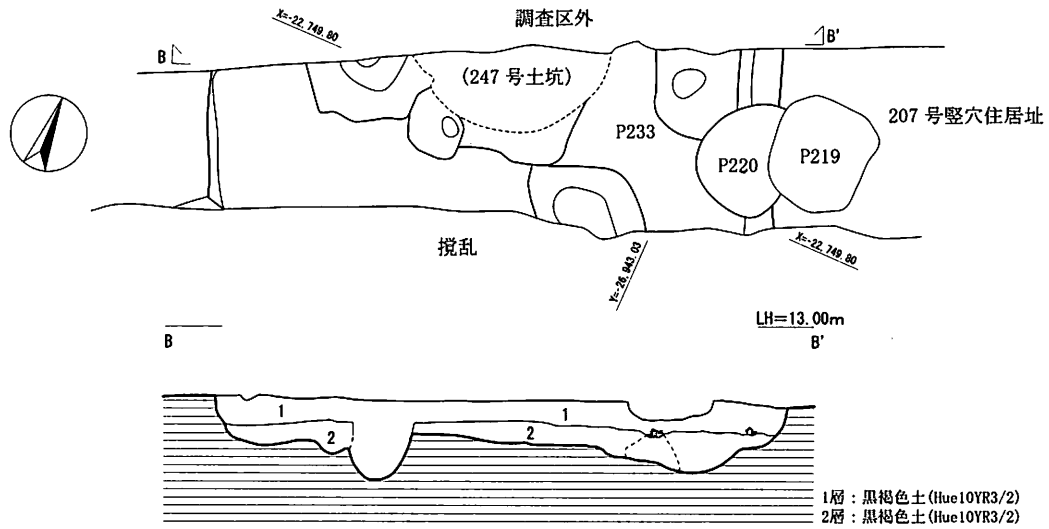 調査区外
X=-22,749.80
B
B'
(247号土坑)
P233
207号竪穴住居址
P220
P219
撹乱
Y=-26,943.03
X=-22,749.80
LH=13.00m
B
B'
1
1
2
2
1層：黒褐色土(Hue10YR3/2)
2層：黒褐色土(Hue10YR3/2)